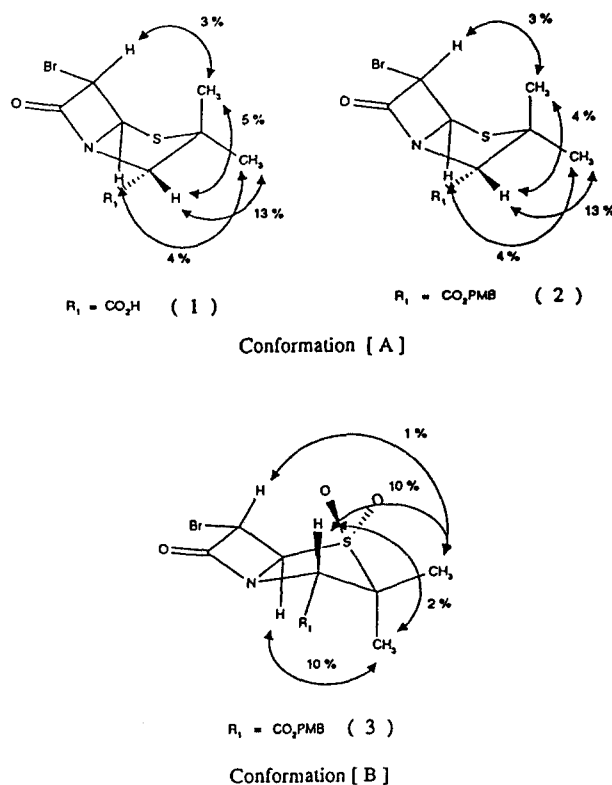 3 %
H
Br
CH₃
5 %
O
S
N
CH₃
H
R₁
H
13 %
4 %
R₁ = CO₂H ( 1 )
3 %
H
Br
CH₃
4 %
O
S
N
CH₃
H
R₁
H
13 %
4 %
R₁ = CO₂PMB ( 2 )
Conformation [ A ]
1 %
H
O
O
10 %
Br
H
S
O
CH₃
N
2 %
H
R₁
CH₃
10 %
R₁ = CO₂PMB ( 3 )
Conformation [ B ]